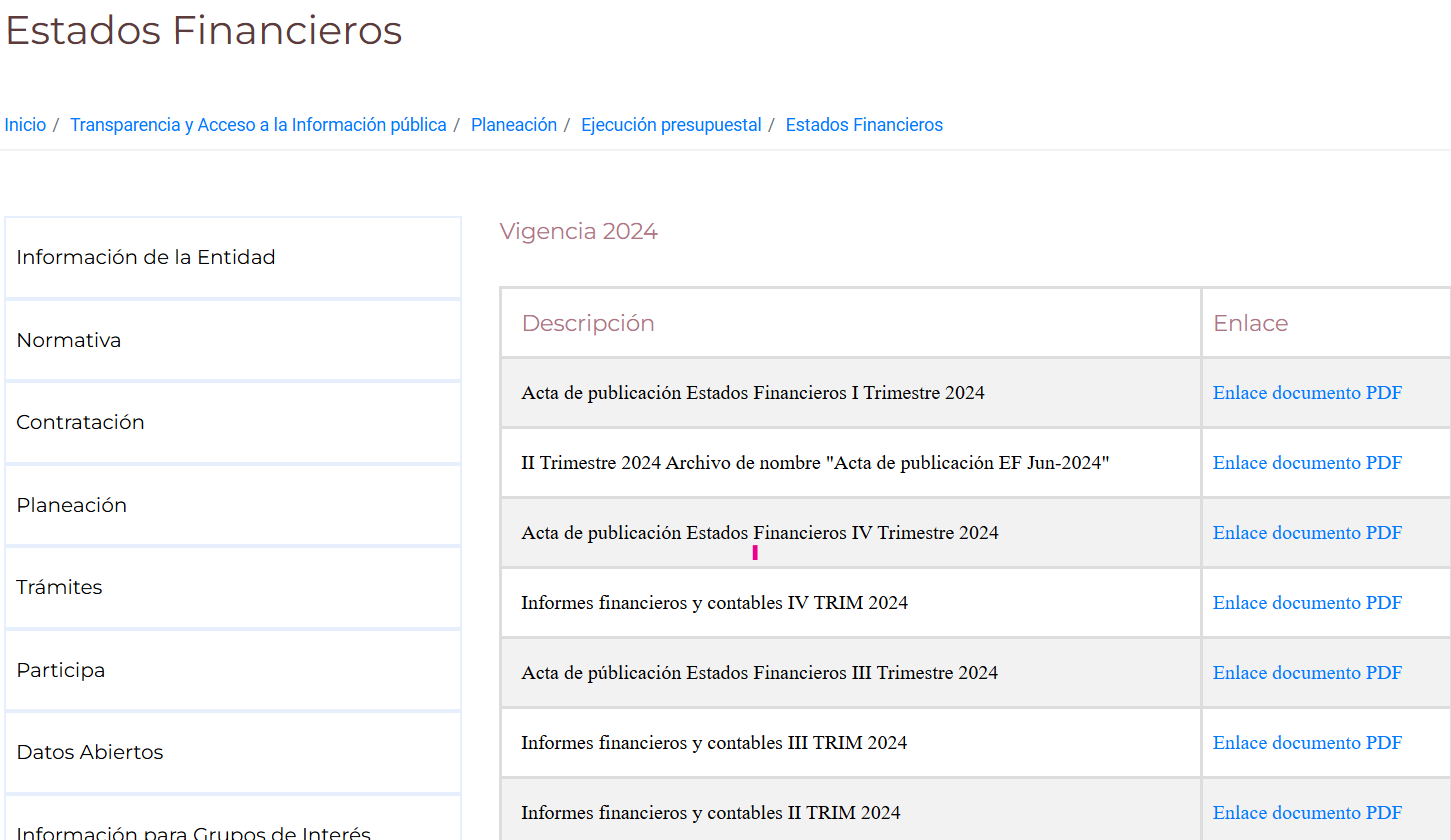 Estados Financieros
Inicio / Transparencia y Acceso a la Información pública / Planeación / Ejecución presupuestal / Estados Financieros
Información de la Entidad
Normativa
Contratación
Planeación
Trámites
Participa
Datos Abiertos
Información para Grupos de Interés
Vigencia 2024
Descripción Enlace
Acta de publicación Estados Financieros I Trimestre 2024 Enlace documento PDF
II Trimestre 2024 Archivo de nombre "Acta de publicación EF Jun-2024" Enlace documento PDF
Acta de publicación Estados Financieros IV Trimestre 2024 Enlace documento PDF
Informes financieros y contables IV TRIM 2024 Enlace documento PDF
Acta de públicación Estados Financieros III Trimestre 2024 Enlace documento PDF
Informes financieros y contables III TRIM 2024 Enlace documento PDF
Informes financieros y contables II TRIM 2024 Enlace documento PDF